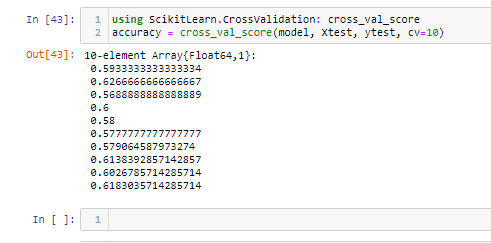 In [43]:
1 using ScikitLearn.CrossValidation: cross_val_score
2 accuracy = cross_val_score(model, Xtest, ytest, cv=10)
Out[43]: 10-element Array{Float64,1}:
0.5933333333333334
0.6266666666666667
0.5688888888888889
0.6
0.58
0.5777777777777777
0.579064587973274
0.6138392857142857
0.6026785714285714
0.6183035714285714
In [ ]: 1